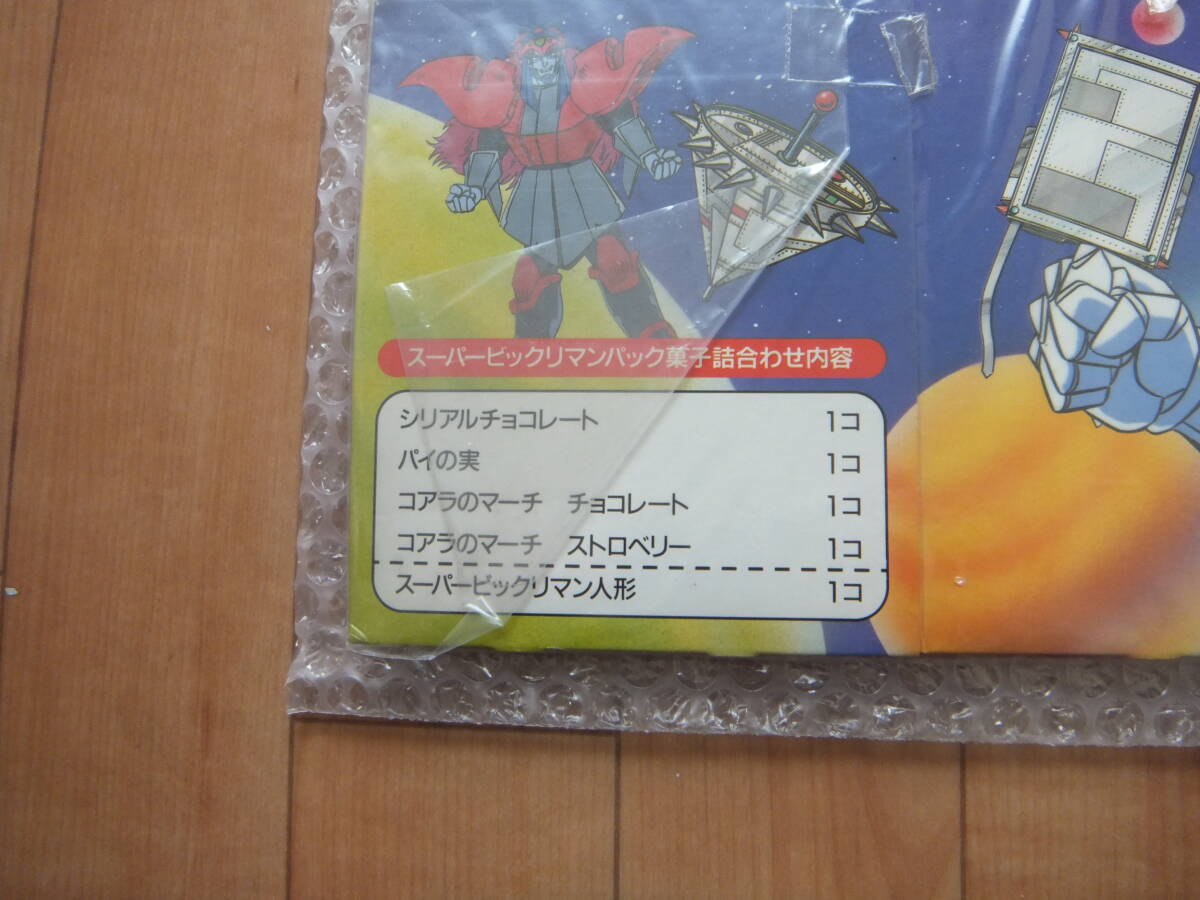 スーパービックリマンパック菓子詰合わせ内容
シリアルチョコレート 1コ
パイの実 1コ
コアラのマーチ チョコレート 1コ
コアラのマーチ ストロベリー 1コ
スーパービックリマン人形 1コ